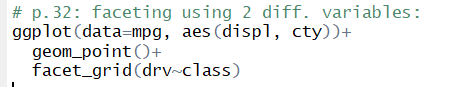 # p.32: faceting using 2 diff. variables:
ggplot(data=mpg, aes(displ, cty))+
  geom_point()+
  facet_grid(drv~class)